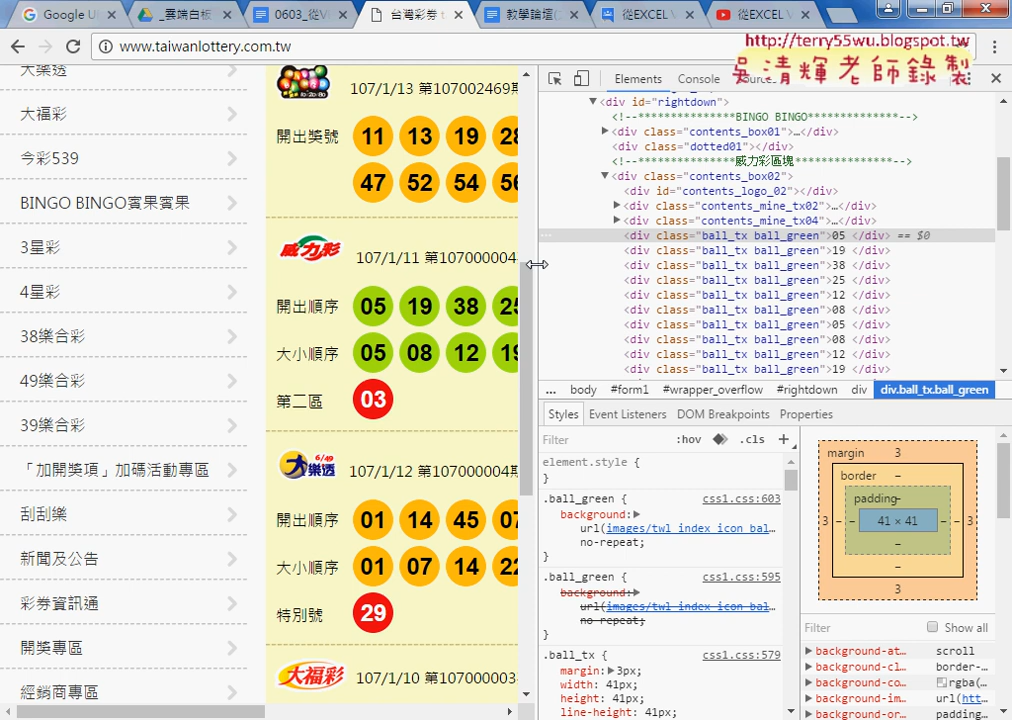 Google U
_雲端白板
0603_從V
台灣彩券
教學論壇(
從EXCEL V
從EXCEL V
www.taiwanlottery.com.tw
http://terry55wu.blogspot.tw
吳清輝老師錄製
大樂透
大福彩
今彩539
BINGO BINGO賓果賓果
3星彩
4星彩
38樂合彩
49樂合彩
39樂合彩
「加開獎項」加碼活動專區
刮刮樂
新聞及公告
彩券資訊通
開獎專區
經銷商專區
107/1/13 第107002469期
開出獎號 11 13 19 28
47 52 54 56
威力彩 107/1/11 第107000004
開出順序 05 19 38 25
大小順序 05 08 12 19
第二區 03
6/49 樂透 107/1/12 第107000004期
開出順序 01 14 45 07
大小順序 01 07 14 22
特別號 29
大福彩 107/1/10 第107000003
Elements Console Sources
<div id="rightdown">
<!--***************BINGO BINGO*************-->
<div class="contents_box01">…</div>
<div class="dotted01"></div>
<!--***************威力彩區塊***************-->
<div class="contents_box02">
<div id="contents_logo_02"></div>
<div class="contents_mine_tx02">…</div>
<div class="contents_mine_tx04">…</div>
<div class="ball_tx ball_green">05 </div> == $0
<div class="ball_tx ball_green">19 </div>
<div class="ball_tx ball_green">38 </div>
<div class="ball_tx ball_green">25 </div>
<div class="ball_tx ball_green">12 </div>
<div class="ball_tx ball_green">08 </div>
<div class="ball_tx ball_green">05 </div>
<div class="ball_tx ball_green">08 </div>
<div class="ball_tx ball_green">12 </div>
<div class="ball_tx ball_green">19 </div>
... body #form1 #wrapper_overflow #rightdown div div.ball_tx.ball_green
Styles Event Listeners DOM Breakpoints Properties
Filter :hov .cls +
element.style {
}
.ball_green { css1.css:603
background:
url(images/twl_index_icon_bal…
no-repeat;
}
.ball_green { css1.css:595
background:
url(images/twl_index_icon_bal…
no-repeat;
}
.ball_tx { css1.css:579
margin: 3px;
width: 41px;
height: 41px;
line-height: 41px;
margin 3
border –
padding –
3 – – 41 × 41 – – 3
–
–
3
Filter Show all
background-at… scroll
background-cl… border-…
background-co… rgba(…
background-im… url(htt…
background-or… padding…